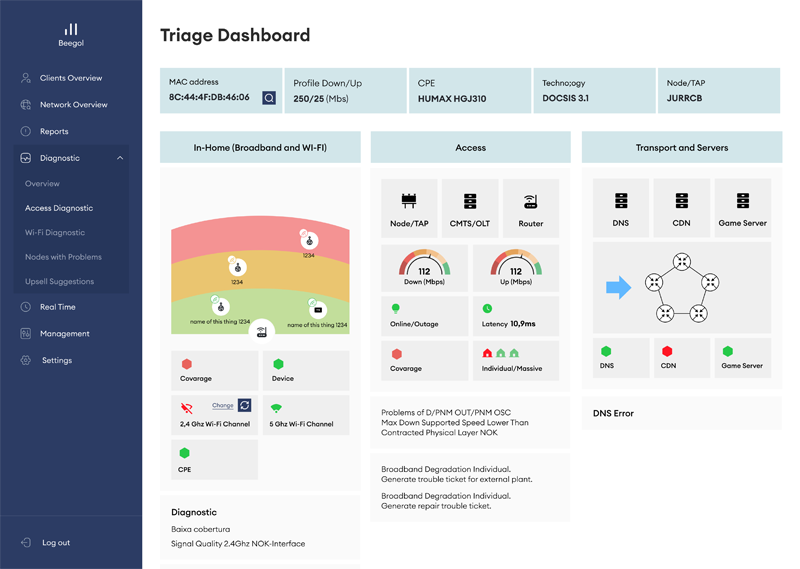 Beegol
Clients Overview
Network Overview
Reports
Diagnostic
Overview
Access Diagnostic
Wi-Fi Diagnostic
Nodes with Problems
Upsell Suggestions
Real Time
Management
Settings
Log out
Triage Dashboard
MAC address
8C:44:4F:DB:46:06
Profile Down/Up
250/25 (Mbs)
CPE
HUMAX HGJ310
Techno;ogy
DOCSIS 3.1
Node/TAP
JURRCB
In-Home (Broadband and WI-FI)
1234
1234
name of this thing 1234
name of this thing 1234
Covarage
Device
Change
2,4 Ghz Wi-Fi Channel
5 Ghz Wi-Fi Channel
CPE
Diagnostic
Baixa cobertura
Signal Quality 2.4Ghz NOK-Interface
Access
Node/TAP
CMTS/OLT
Router
112
Down (Mbps)
112
Up (Mbps)
Online/Outage
Latency 10,9ms
Covarage
Individual/Massive
Problems of D/PNM OUT/PNM OSC
Max Down Supported Speed Lower Than
Contracted Physical Layer NOK
Broadband Degradation Individual.
Generate trouble ticket for external plant.
Broadband Degradation Individual.
Generate repair trouble ticket.
Transport and Servers
DNS
CDN
Game Server
DNS
CDN
Game Server
DNS Error